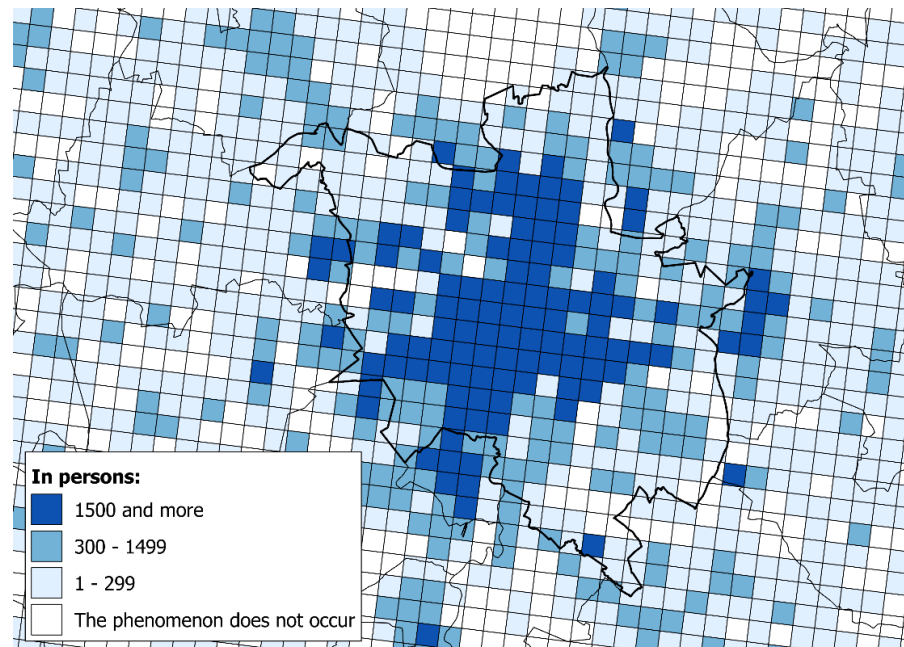 In persons:
1500 and more
300 - 1499
1 - 299
The phenomenon does not occur